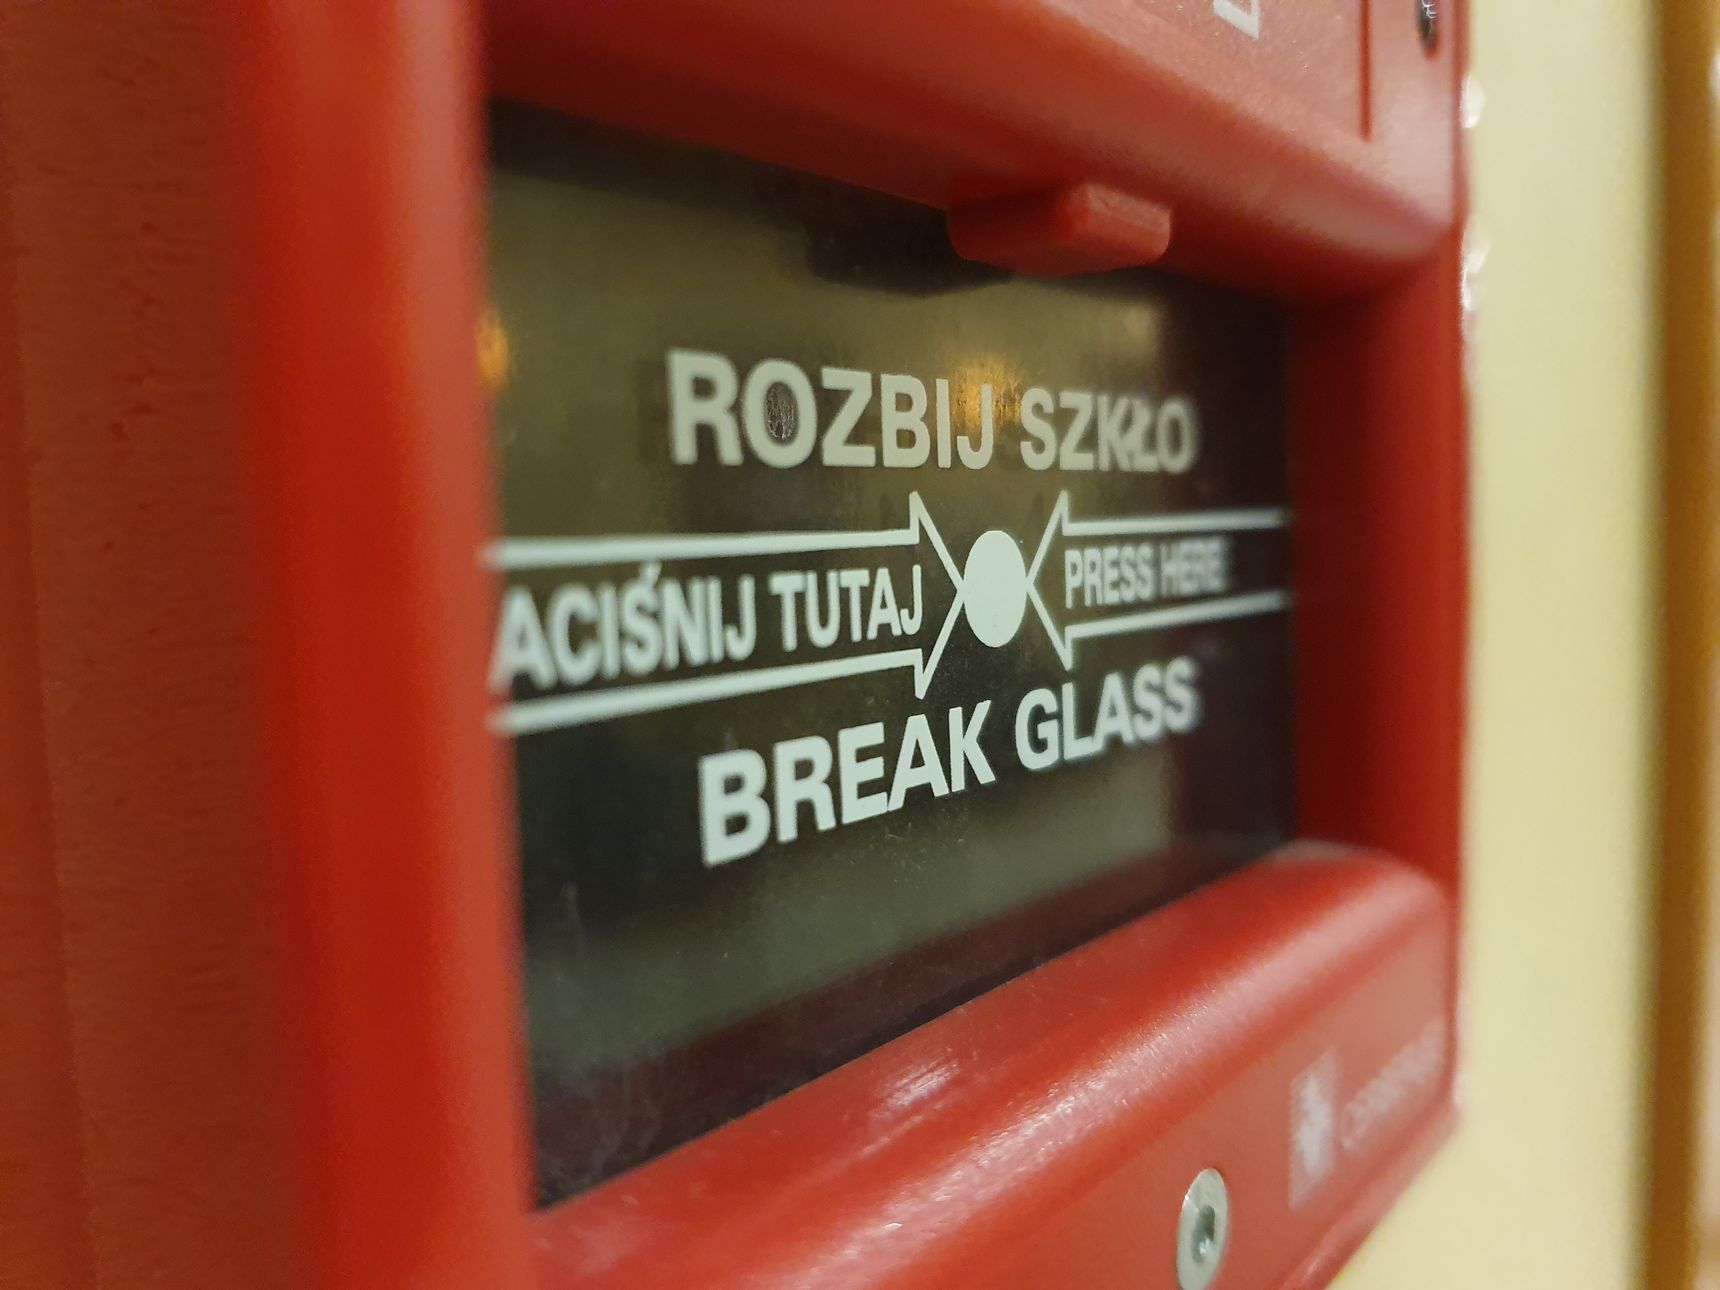 ROZBIJ SZKŁO
ACIŚNIJ TUTAJ
PRESS HERE
BREAK GLASS